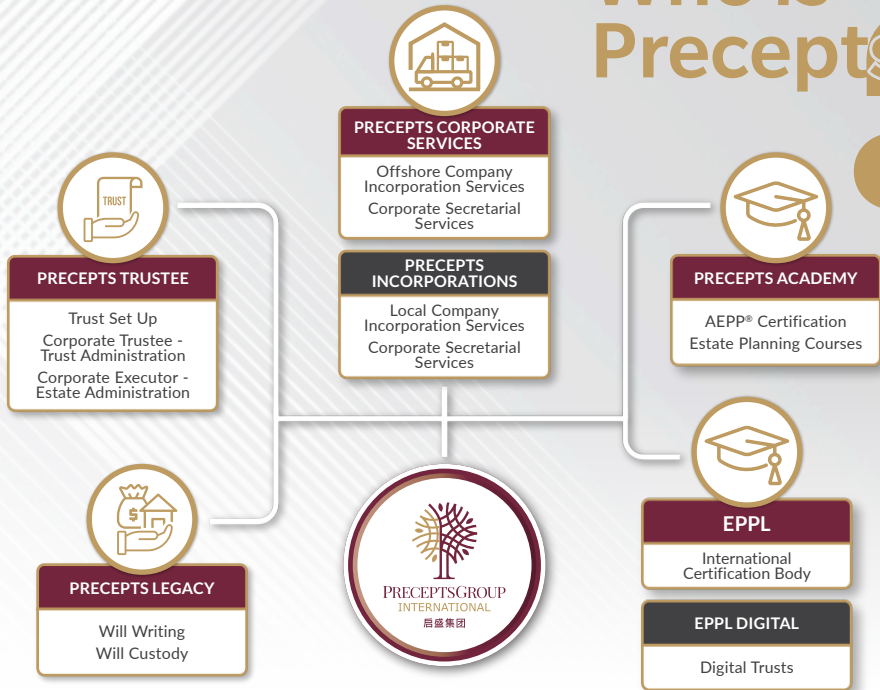 Who is
Precepts
PRECEPTS CORPORATE
SERVICES
Offshore Company
Incorporation Services
Corporate Secretarial
Services
PRECEPTS
INCORPORATIONS
Local Company
Incorporation Services
Corporate Secretarial
Services
TRUST
PRECEPTS TRUSTEE
Trust Set Up
Corporate Trustee -
Trust Administration
Corporate Executor -
Estate Administration
PRECEPTS ACADEMY
AEPP® Certification
Estate Planning Courses
$
PRECEPTS LEGACY
Will Writing
Will Custody
PRECEPTSGROUP
INTERNATIONAL
启盛集团
EPPL
International
Certification Body
EPPL DIGITAL
Digital Trusts